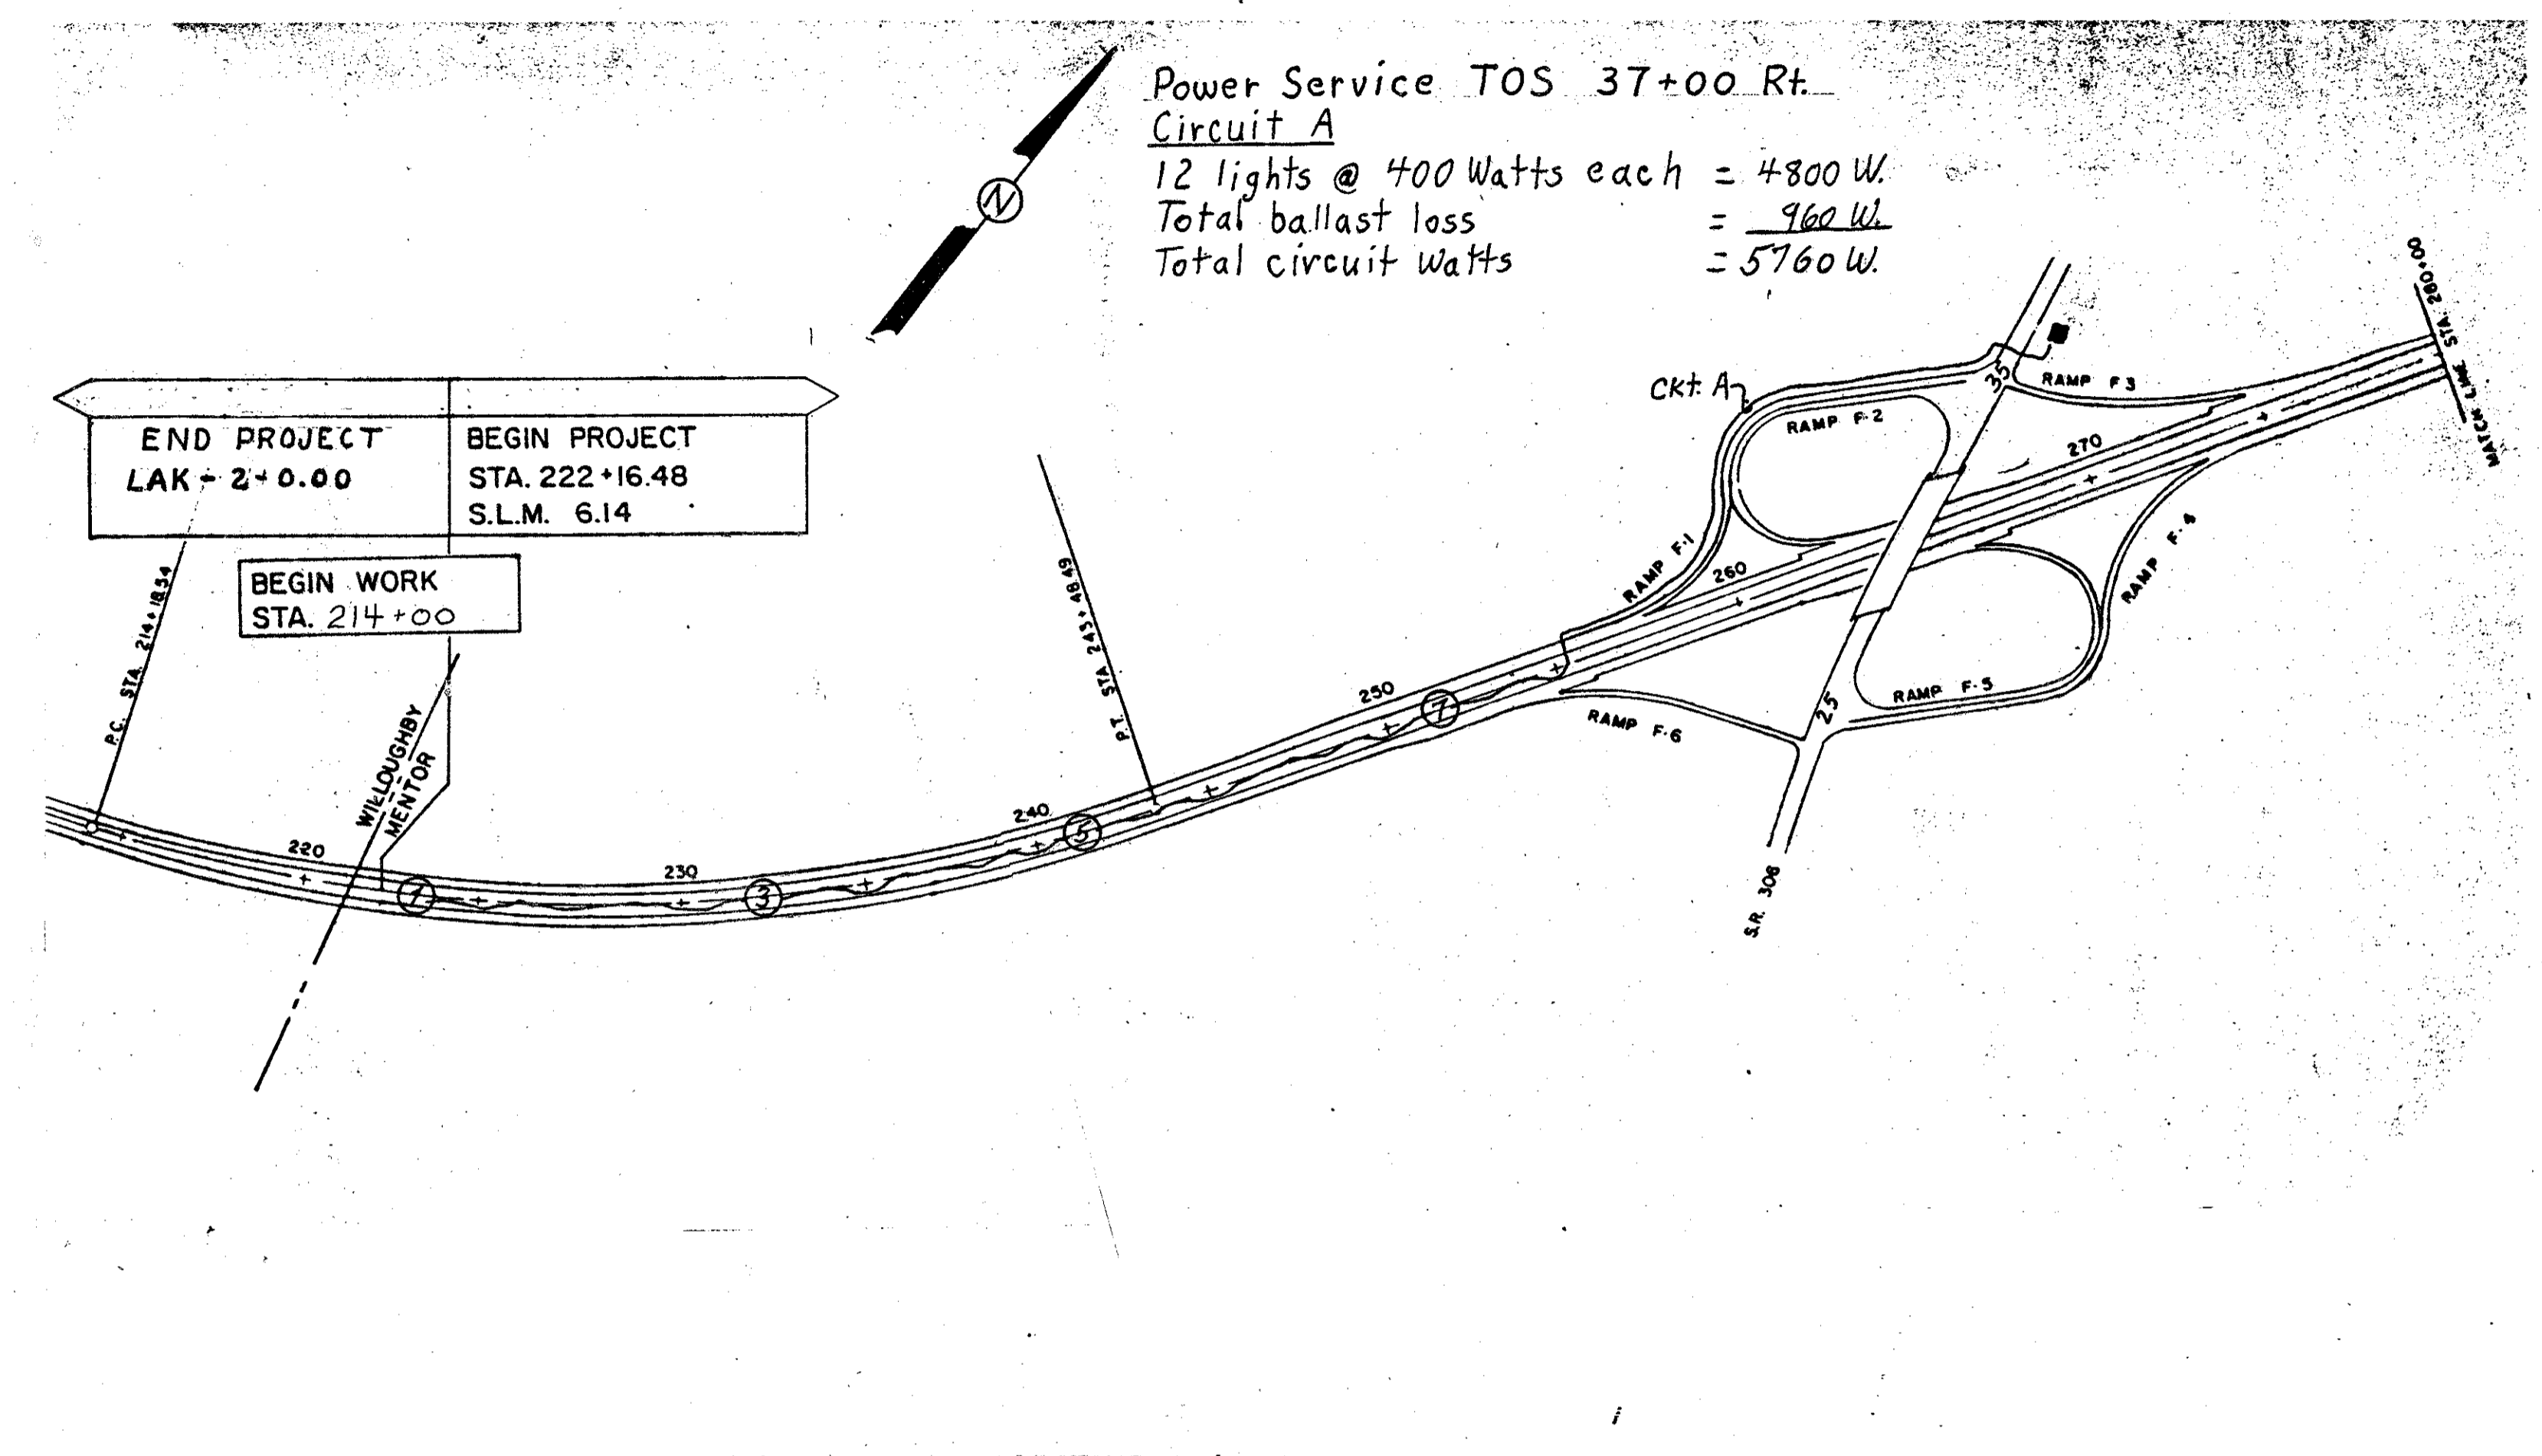 Power Service TOS 37+00 Rt.
Circuit A
12 lights @ 400 Watts each = 4800 W.
Total ballast loss = 960 W.
Total circuit watts = 5760 W.
N
END PROJECT
LAK - 2 - 0.00
BEGIN PROJECT
STA. 222+16.48
S.L.M. 6.14
BEGIN WORK
STA. 214+00
P.C. STA. 214+18.54
WILLOUGHBY
MENTOR
P.T. STA. 245+48.49
220
230
240
250
260
270
1
3
5
7
Ckt. A
RAMP F-1
RAMP F-2
RAMP F-3
RAMP F-4
RAMP F-5
RAMP F-6
35
25
S.R. 306
MATCH LINE STA. 280+00